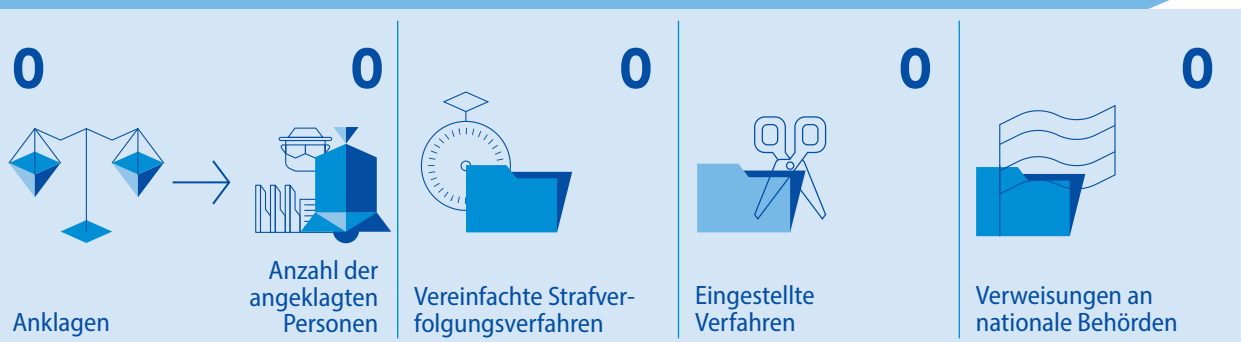 0
Anklagen
0
Anzahl der
angeklagten
Personen
0
Vereinfachte Strafver-
folgungsverfahren
0
Eingestellte
Verfahren
0
Verweisungen an
nationale Behörden